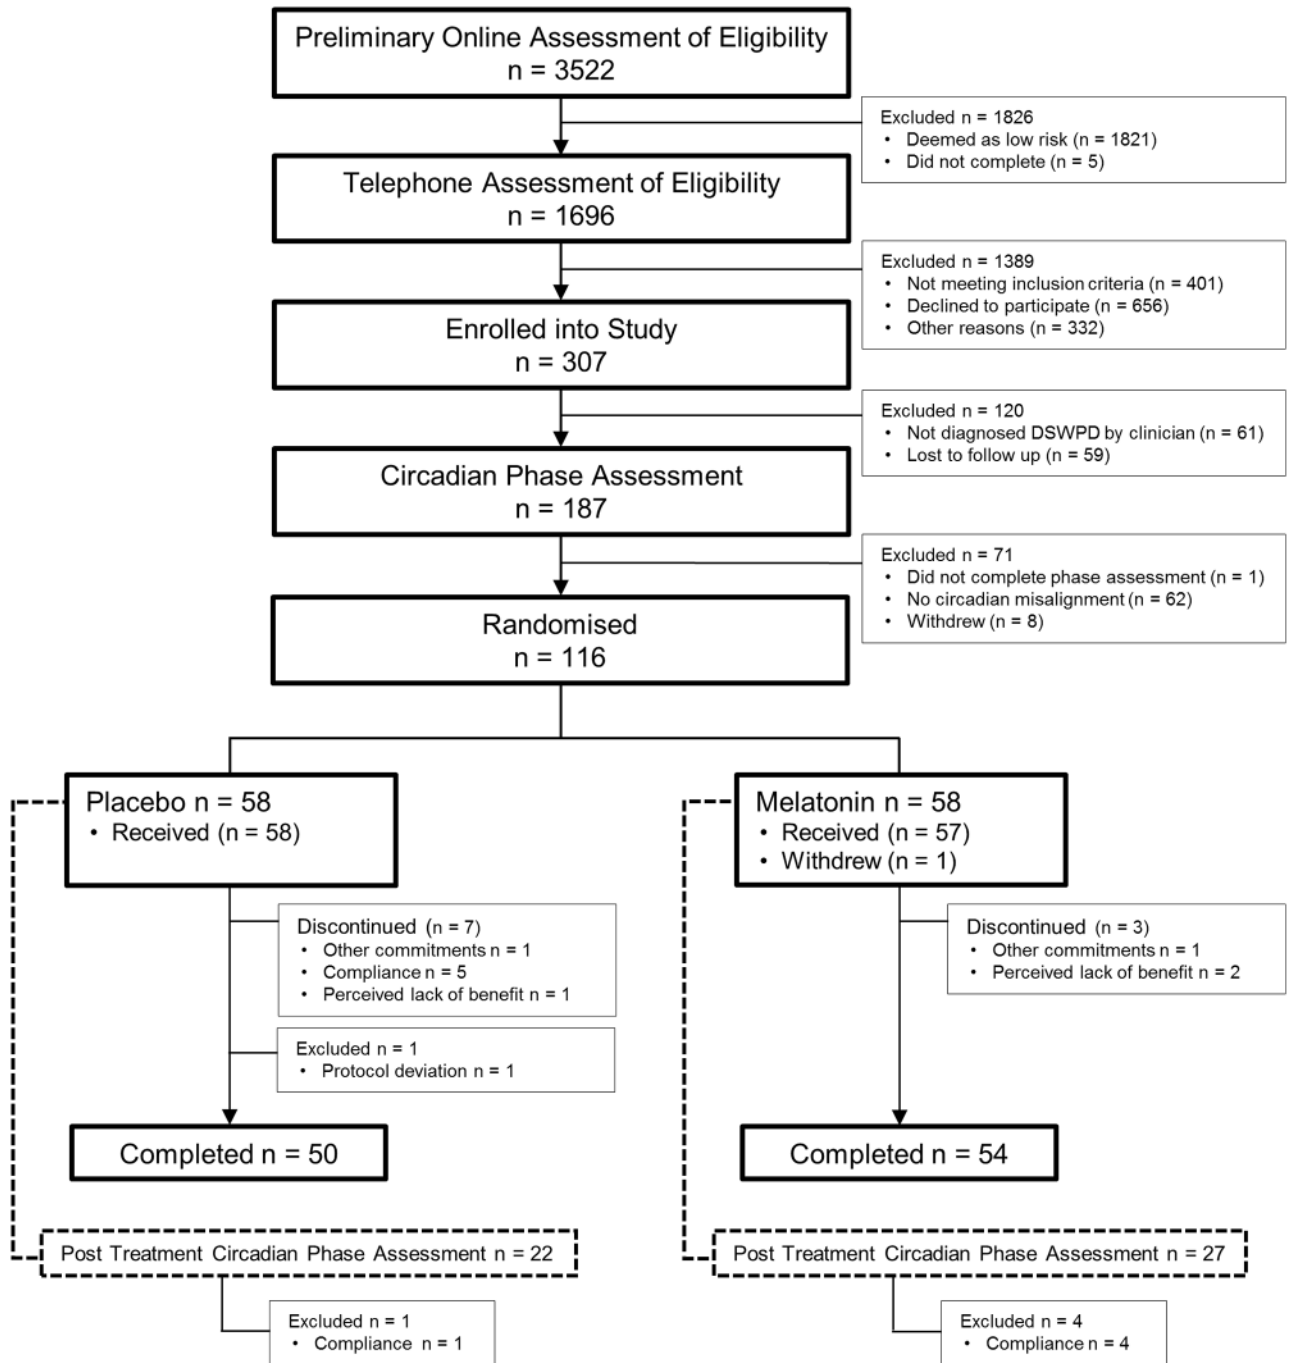 Preliminary Online Assessment of Eligibility
n = 3522
Excluded n = 1826
• Deemed as low risk (n = 1821)
• Did not complete (n = 5)
Telephone Assessment of Eligibility
n = 1696
Excluded n = 1389
• Not meeting inclusion criteria (n = 401)
• Declined to participate (n = 656)
• Other reasons (n = 332)
Enrolled into Study
n = 307
Excluded n = 120
• Not diagnosed DSWPD by clinician (n = 61)
• Lost to follow up (n = 59)
Circadian Phase Assessment
n = 187
Excluded n = 71
• Did not complete phase assessment (n = 1)
• No circadian misalignment (n = 62)
• Withdrew (n = 8)
Randomised
n = 116
Placebo n = 58
• Received (n = 58)
Melatonin n = 58
• Received (n = 57)
• Withdrew (n = 1)
Discontinued (n = 7)
• Other commitments n = 1
• Compliance n = 5
• Perceived lack of benefit n = 1
Discontinued (n = 3)
• Other commitments n = 1
• Perceived lack of benefit n = 2
Excluded n = 1
• Protocol deviation n = 1
Completed n = 50
Completed n = 54
Post Treatment Circadian Phase Assessment n = 22
Post Treatment Circadian Phase Assessment n = 27
Excluded n = 1
• Compliance n = 1
Excluded n = 4
• Compliance n = 4